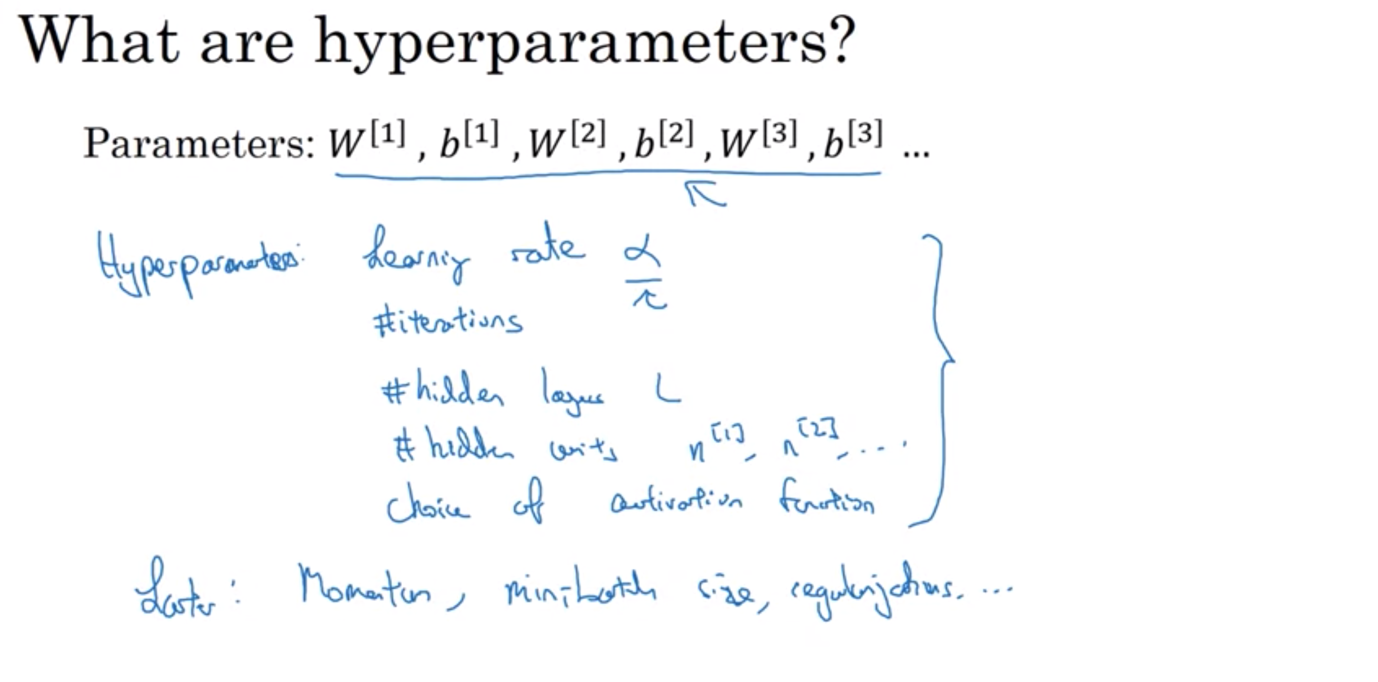 What are hyperparameters?
Parameters: W[1] , b[1] , W[2] , b[2] , W[3] , b[3] ...
Hyperparameters: Learning rate α
#iterations
#hidden layers L
# hidden units n[1], n[2], ....
choice of activation function
Later: Momentum, mini-batch size, regularizations, ...